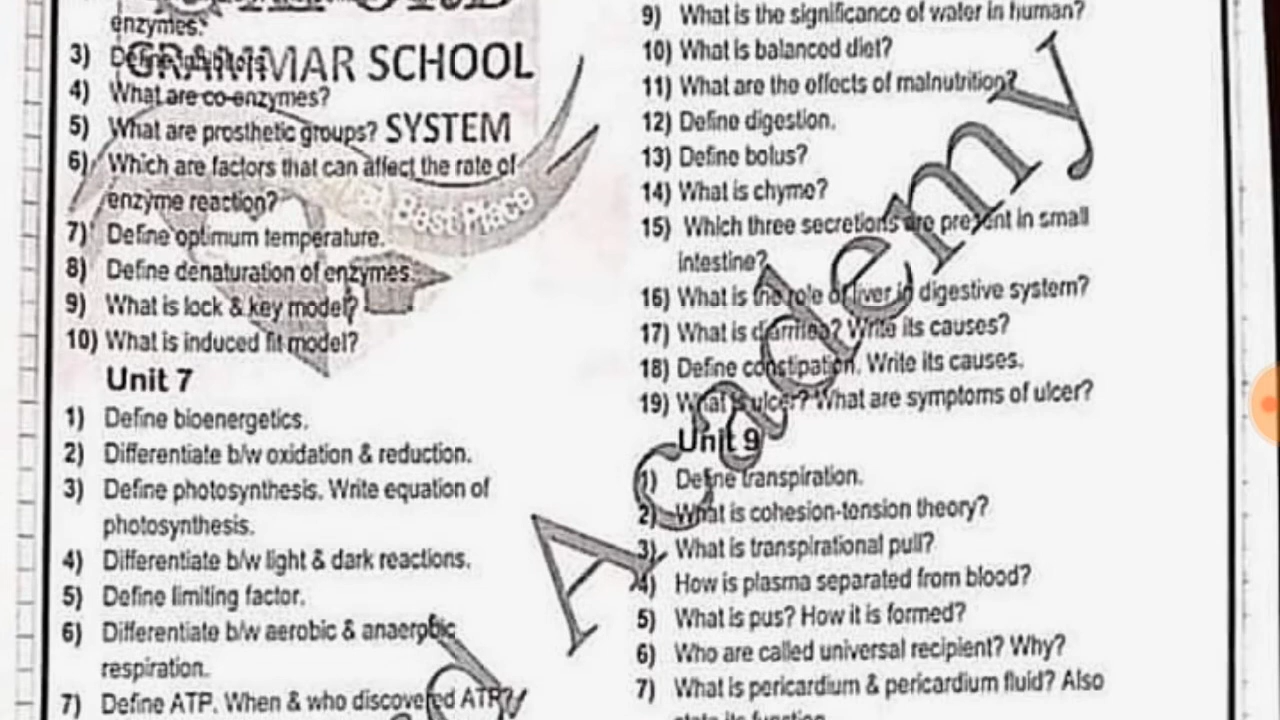 enzymes.
3) Define inhibitors.
GRAMMAR SCHOOL
4) What are co-enzymes?
5) What are prosthetic groups?
SYSTEM
6) Which are factors that can affect the rate of
enzyme reaction?
Best Place
7) Define optimum temperature.
8) Define denaturation of enzymes.
9) What is lock & key model?
10) What is induced fit model?
Unit 7
1) Define bioenergetics.
2) Differentiate b/w oxidation & reduction.
3) Define photosynthesis. Write equation of
photosynthesis.
4) Differentiate b/w light & dark reactions.
5) Define limiting factor.
6) Differentiate b/w aerobic & anaerobic
respiration.
7) Define ATP. When & who discovered ATP?
9) What is the significance of water in human?
10) What is balanced diet?
11) What are the effects of malnutrition?
12) Define digestion.
13) Define bolus?
14) What is chyme?
15) Which three secretions are present in small
intestine?
16) What is the role of liver in digestive system?
17) What is diarrhea? Write its causes?
18) Define constipation. Write its causes.
19) What is ulcer? What are symptoms of ulcer?
Unit 9
1) Define transpiration.
2) What is cohesion-tension theory?
3) What is transpirational pull?
4) How is plasma separated from blood?
5) What is pus? How it is formed?
6) Who are called universal recipient? Why?
7) What is pericardium & pericardium fluid? Also
state its function.
Academy